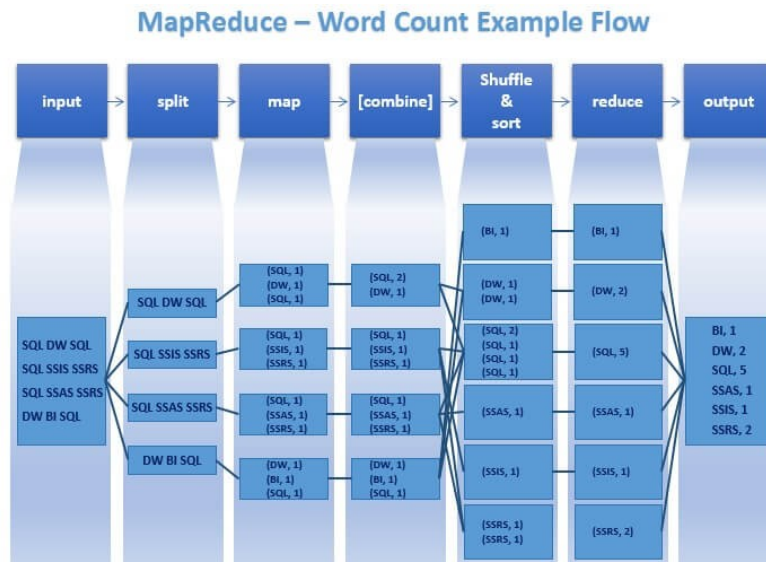 MapReduce – Word Count Example Flow
input
split
map
[combine]
Shuffle
&
sort
reduce
output
SQL DW SQL
SQL SSIS SSRS
SQL SSAS SSRS
DW BI SQL
SQL DW SQL
SQL SSIS SSRS
SQL SSAS SSRS
DW BI SQL
(SQL, 1)
(DW, 1)
(SQL, 1)
(SQL, 1)
(SSIS, 1)
(SSRS, 1)
(SQL, 1)
(SSAS, 1)
(SSRS, 1)
(DW, 1)
(BI, 1)
(SQL, 1)
(SQL, 2)
(DW, 1)
(SQL, 1)
(SSIS, 1)
(SSRS, 1)
(SQL, 1)
(SSAS, 1)
(SSRS, 1)
(DW, 1)
(BI, 1)
(SQL, 1)
(BI, 1)
(DW, 1)
(DW, 1)
(SQL, 2)
(SQL, 1)
(SQL, 1)
(SQL, 1)
(SSAS, 1)
(SSIS, 1)
(SSRS, 1)
(SSRS, 1)
(BI, 1)
(DW, 2)
(SQL, 5)
(SSAS, 1)
(SSIS, 1)
(SSRS, 2)
BI, 1
DW, 2
SQL, 5
SSAS, 1
SSIS, 1
SSRS, 2